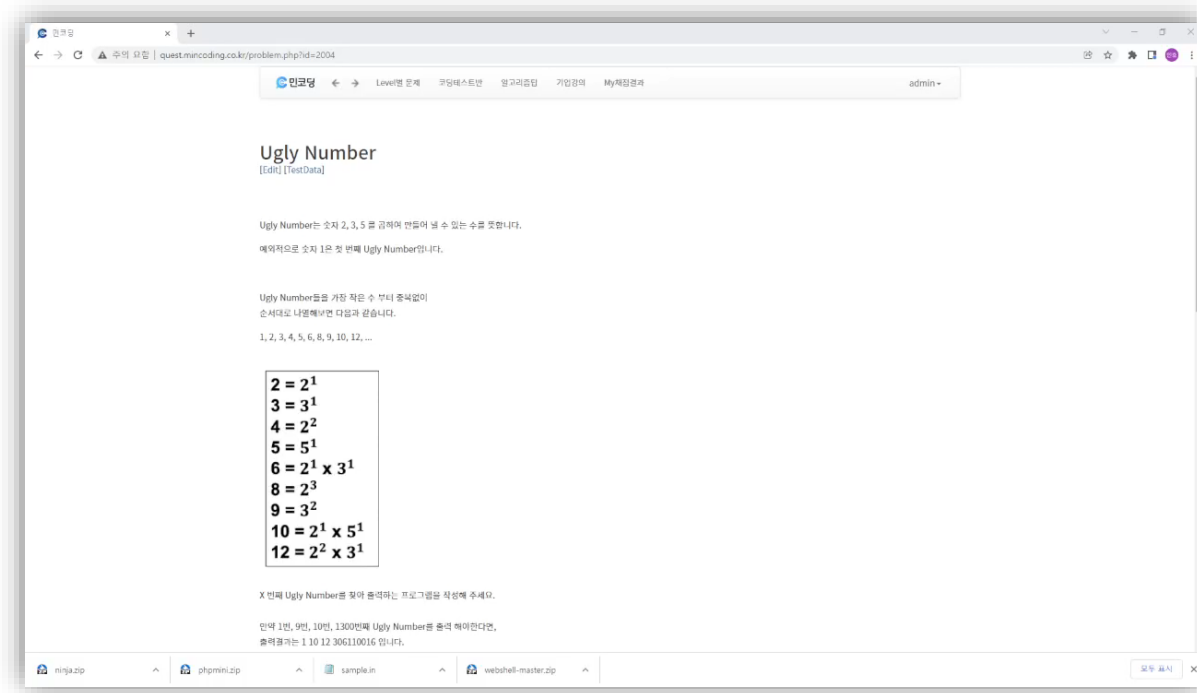 민코딩
주의 요함 | quest.mincoding.co.kr/problem.php?id=2004
민코딩 Level별 문제 코딩테스트반 알고리즘탑 기업강의 My채점결과 admin
Ugly Number
[Edit] [TestData]
Ugly Number는 숫자 2, 3, 5 를 곱하여 만들어 낼 수 있는 수를 뜻합니다.
예외적으로 숫자 1은 첫 번째 Ugly Number입니다.
Ugly Number들을 가장 작은 수 부터 중복없이
순서대로 나열해보면 다음과 같습니다.
1, 2, 3, 4, 5, 6, 8, 9, 10, 12, ...
2 = 2¹
3 = 3¹
4 = 2²
5 = 5¹
6 = 2¹ x 3¹
8 = 2³
9 = 3²
10 = 2¹ x 5¹
12 = 2² x 3¹
X 번째 Ugly Number를 찾아 출력하는 프로그램을 작성해 주세요.
만약 1번, 9번, 10번, 1300번째 Ugly Number를 출력 해야한다면,
출력결과는 1 10 12 306110016 입니다.
ninja.zip phpmini.zip sample.in webshell-master.zip 모두 표시